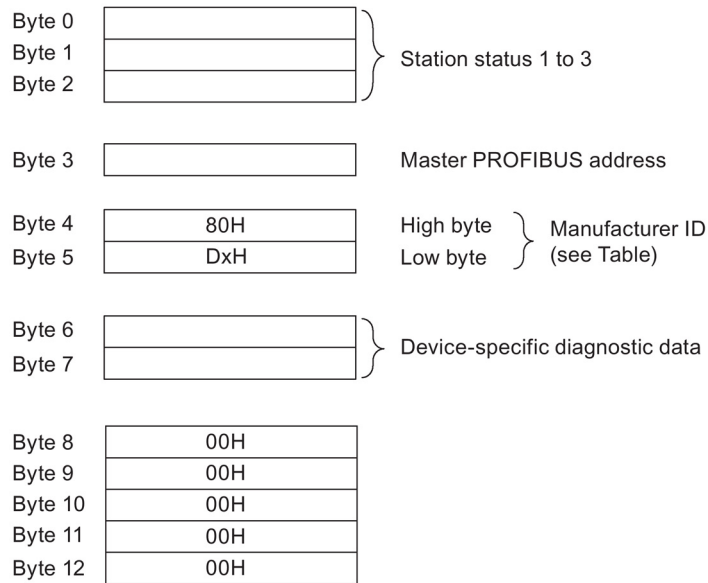 Byte 0
Byte 1
Byte 2
Station status 1 to 3
Byte 3
Master PROFIBUS address
Byte 4 80H High byte
Byte 5 DxH Low byte
Manufacturer ID
(see Table)
Byte 6
Byte 7
Device-specific diagnostic data
Byte 8 00H
Byte 9 00H
Byte 10 00H
Byte 11 00H
Byte 12 00H